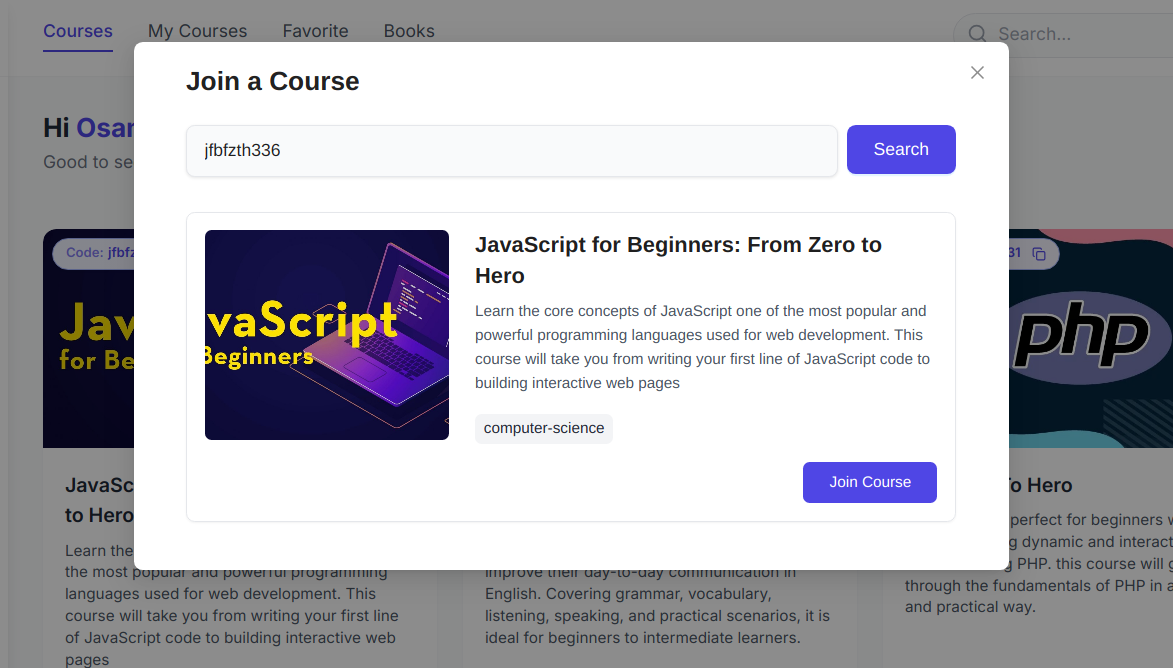 Courses My Courses Favorite Books Search...
Join a Course
Hi Osar
Good to se
jfbfzth336 Search
Code: jfbfz
31
vaScript
Beginners
JavaScript for Beginners: From Zero to
Hero
Learn the core concepts of JavaScript one of the most popular and
powerful programming languages used for web development. This
course will take you from writing your first line of JavaScript code to
building interactive web pages
computer-science
Join Course
Jav
for Be
php
JavaSc
to Hero
Learn the
the most popular and powerful programming
languages used for web development. This
course will take you from writing your first line
of JavaScript code to building interactive web
pages
improve their day-to-day communication in
English. Covering grammar, vocabulary,
listening, speaking, and practical scenarios, it is
ideal for beginners to intermediate learners.
To Hero
perfect for beginners w
g dynamic and interact
g PHP. this course will g
through the fundamentals of PHP in a
and practical way.